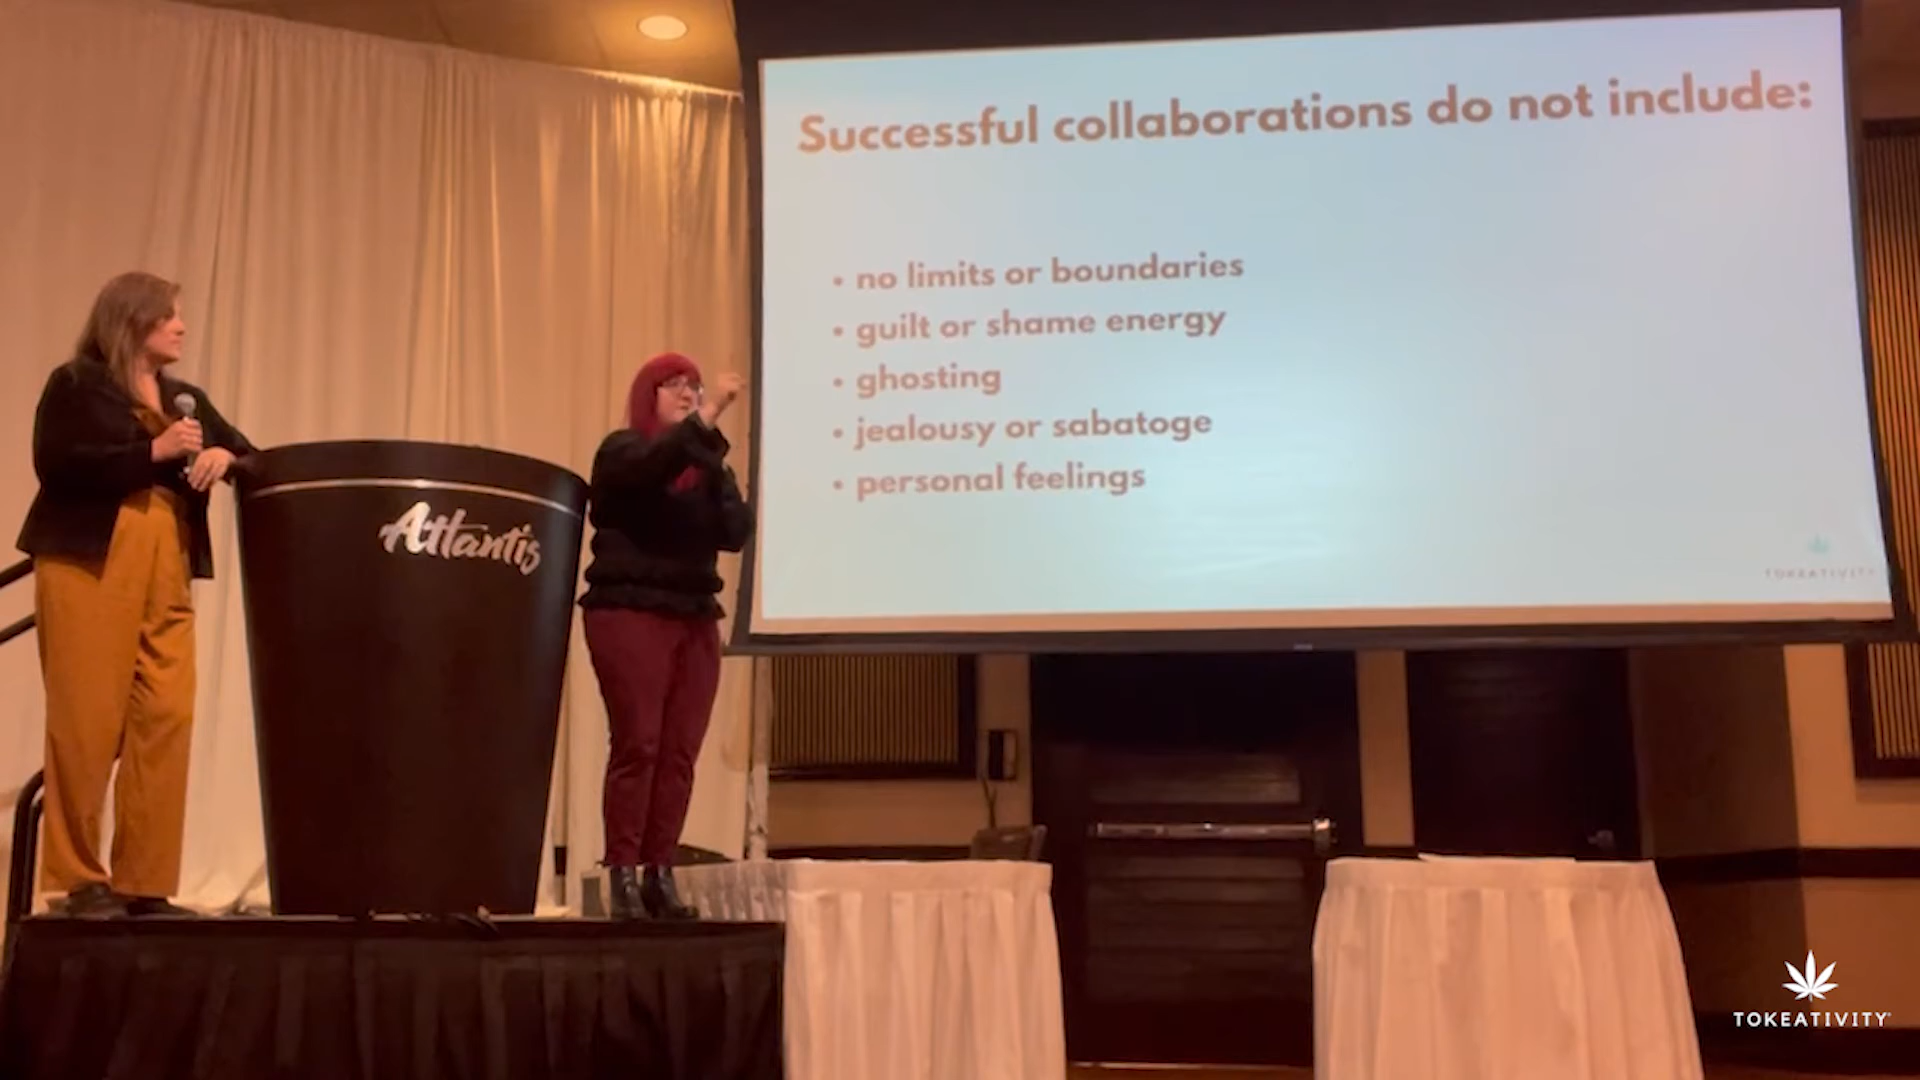 Successful collaborations do not include:
• no limits or boundaries
• guilt or shame energy
• ghosting
• jealousy or sabatoge
• personal feelings
TOKEATIVITY
Atlantis
TOKEATIVITY